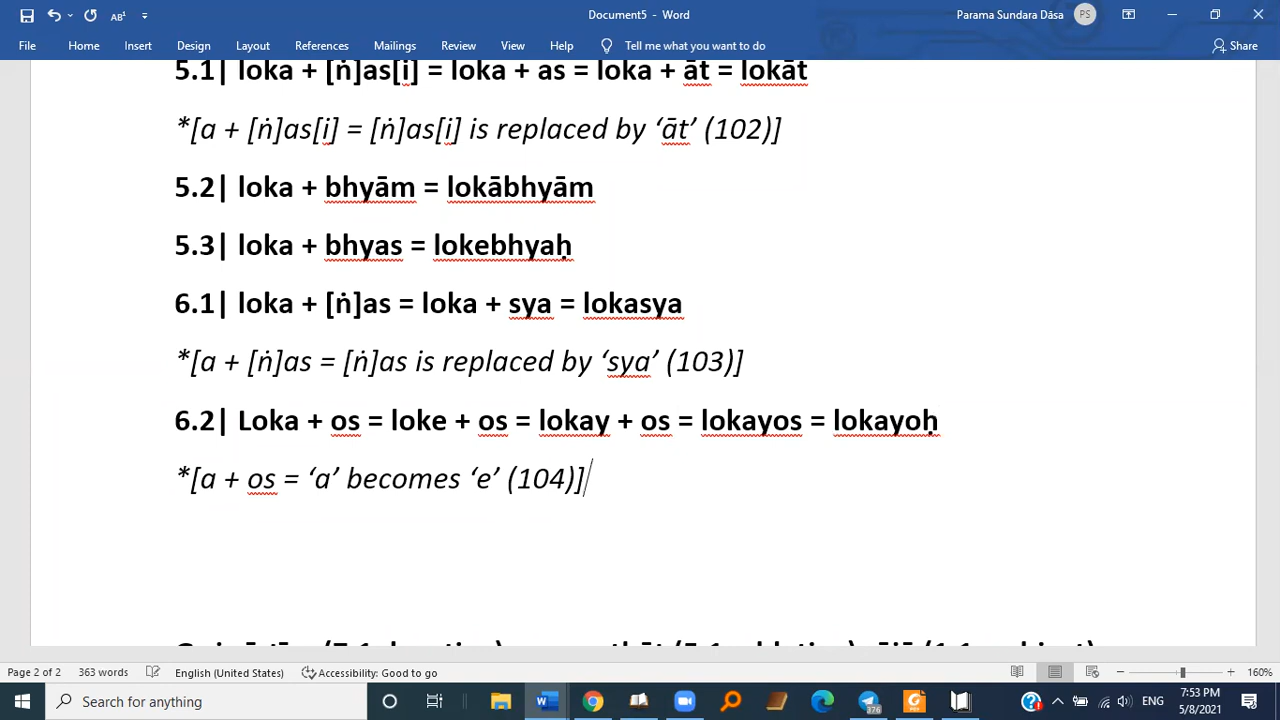 Document5 - Word
Parama Sundara Dāsa PS
File Home Insert Design Layout References Mailings Review View Help Tell me what you want to do Share
5.1| loka + [ṅ]as[i] = loka + as = loka + āt = lokāt
*[a + [ṅ]as[i] = [ṅ]as[i] is replaced by ‘āt’ (102)]
5.2| loka + bhyām = lokābhyām
5.3| loka + bhyas = lokebhyaḥ
6.1| loka + [ṅ]as = loka + sya = lokasya
*[a + [ṅ]as = [ṅ]as is replaced by ‘sya’ (103)]
6.2| Loka + os = loke + os = lokay + os = lokayos = lokayoḥ
*[a + os = ‘a’ becomes ‘e’ (104)]
Page 2 of 2 363 words English (United States) Accessibility: Good to go 160%
Type here to search
376
ENG
7:53 PM
5/8/2021